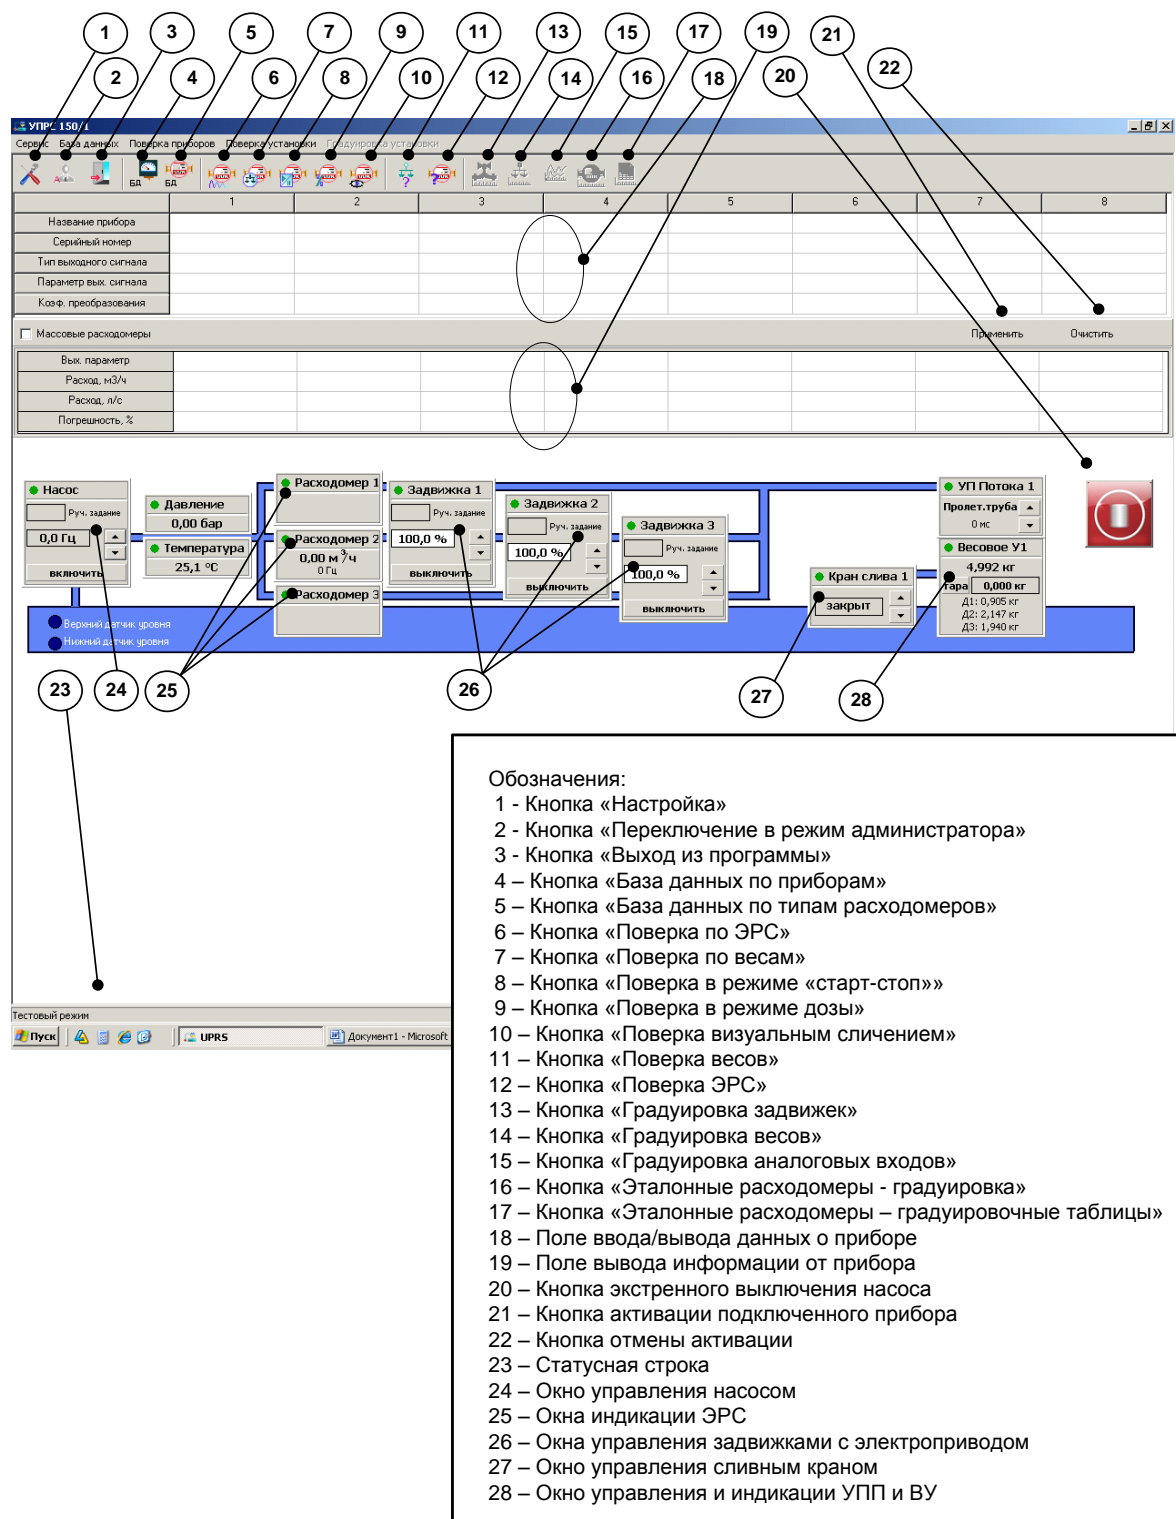 1 3 5 7 9 11 13 15 17 19 21
2 4 6 8 10 12 14 16 18 20 22
УПРС 150/1
Сервис База данных Поверка приборов Поверка установки Градуировка установки
БД БД
1 2 3 4 5 6 7 8
Название прибора
Серийный номер
Тип выходного сигнала
Параметр вых. сигнала
Коэф. преобразования
Массовые расходомеры Применить Очистить
Вых. параметр
Расход, м3/ч
Расход, л/с
Погрешность, %
Насос
Руч. задание
0,0 Гц
включить
Давление
0,00 бар
Температура
25,1 °C
Расходомер 1
Расходомер 2
0,00 м³/ч
0 Гц
Расходомер 3
Задвижка 1
Руч. задание
100,0 %
выключить
Задвижка 2
Руч. задание
100,0 %
выключить
Задвижка 3
Руч. задание
100,0 %
выключить
Кран слива 1
закрыт
УП Потока 1
Пролет.труба
0 мс
Весовое У1
4,992 кг
тара 0,000 кг
Д1: 0,905 кг
Д2: 2,147 кг
Д3: 1,940 кг
Верхний датчик уровня
Нижний датчик уровня
23 24 25 26 27 28
Тестовый режим
Пуск UPRS Документ1 - Microsoft
Обозначения:
1 - Кнопка «Настройка»
2 - Кнопка «Переключение в режим администратора»
3 - Кнопка «Выход из программы»
4 – Кнопка «База данных по приборам»
5 – Кнопка «База данных по типам расходомеров»
6 – Кнопка «Поверка по ЭРС»
7 – Кнопка «Поверка по весам»
8 – Кнопка «Поверка в режиме «старт-стоп»»
9 – Кнопка «Поверка в режиме дозы»
10 – Кнопка «Поверка визуальным сличением»
11 – Кнопка «Поверка весов»
12 – Кнопка «Поверка ЭРС»
13 – Кнопка «Градуировка задвижек»
14 – Кнопка «Градуировка весов»
15 – Кнопка «Градуировка аналоговых входов»
16 – Кнопка «Эталонные расходомеры - градуировка»
17 – Кнопка «Эталонные расходомеры – градуировочные таблицы»
18 – Поле ввода/вывода данных о приборе
19 – Поле вывода информации от прибора
20 – Кнопка экстренного выключения насоса
21 – Кнопка активации подключенного прибора
22 – Кнопка отмены активации
23 – Статусная строка
24 – Окно управления насосом
25 – Окна индикации ЭРС
26 – Окна управления задвижками с электроприводом
27 – Окно управления сливным краном
28 – Окно управления и индикации УПП и ВУ